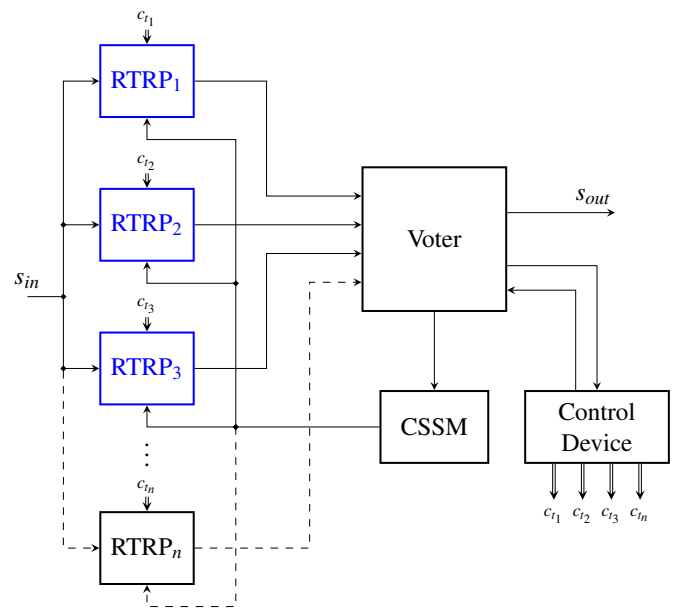 c_{t_1}
RTRP_1
c_{t_2}
RTRP_2
s_{out}
Voter
s_{in}
c_{t_3}
RTRP_3
CSSM
Control
Device
c_{t_n}
c_{t_1} c_{t_2} c_{t_3} c_{t_n}
RTRP_n